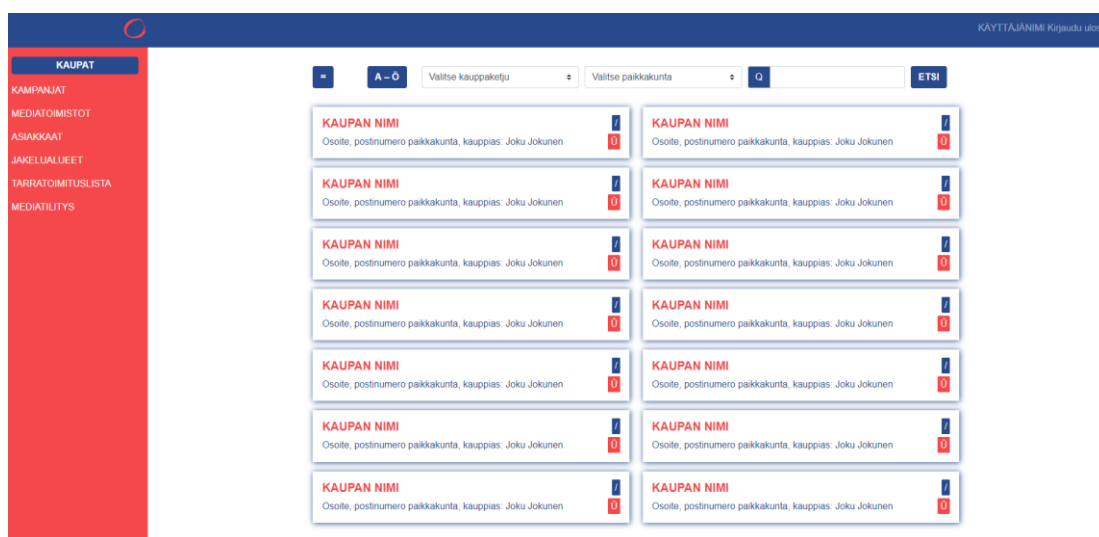 KÄYTTÄJÄNIMI Kirjaudu ulos
KAUPAT
KAMPANJAT
MEDIATOIMISTOT
ASIAKKAAT
JAKELUALUEET
TARRATOIMITUSLISTA
MEDIATILITYS
= A – Ö Valitse kauppaketju Valitse paikkakunta Q ETSI
KAUPAN NIMI /
Osoite, postinumero paikkakunta, kauppias: Joku Jokunen Ü
KAUPAN NIMI /
Osoite, postinumero paikkakunta, kauppias: Joku Jokunen Ü
KAUPAN NIMI /
Osoite, postinumero paikkakunta, kauppias: Joku Jokunen Ü
KAUPAN NIMI /
Osoite, postinumero paikkakunta, kauppias: Joku Jokunen Ü
KAUPAN NIMI /
Osoite, postinumero paikkakunta, kauppias: Joku Jokunen Ü
KAUPAN NIMI /
Osoite, postinumero paikkakunta, kauppias: Joku Jokunen Ü
KAUPAN NIMI /
Osoite, postinumero paikkakunta, kauppias: Joku Jokunen Ü
KAUPAN NIMI /
Osoite, postinumero paikkakunta, kauppias: Joku Jokunen Ü
KAUPAN NIMI /
Osoite, postinumero paikkakunta, kauppias: Joku Jokunen Ü
KAUPAN NIMI /
Osoite, postinumero paikkakunta, kauppias: Joku Jokunen Ü
KAUPAN NIMI /
Osoite, postinumero paikkakunta, kauppias: Joku Jokunen Ü
KAUPAN NIMI /
Osoite, postinumero paikkakunta, kauppias: Joku Jokunen Ü
KAUPAN NIMI /
Osoite, postinumero paikkakunta, kauppias: Joku Jokunen Ü
KAUPAN NIMI /
Osoite, postinumero paikkakunta, kauppias: Joku Jokunen Ü